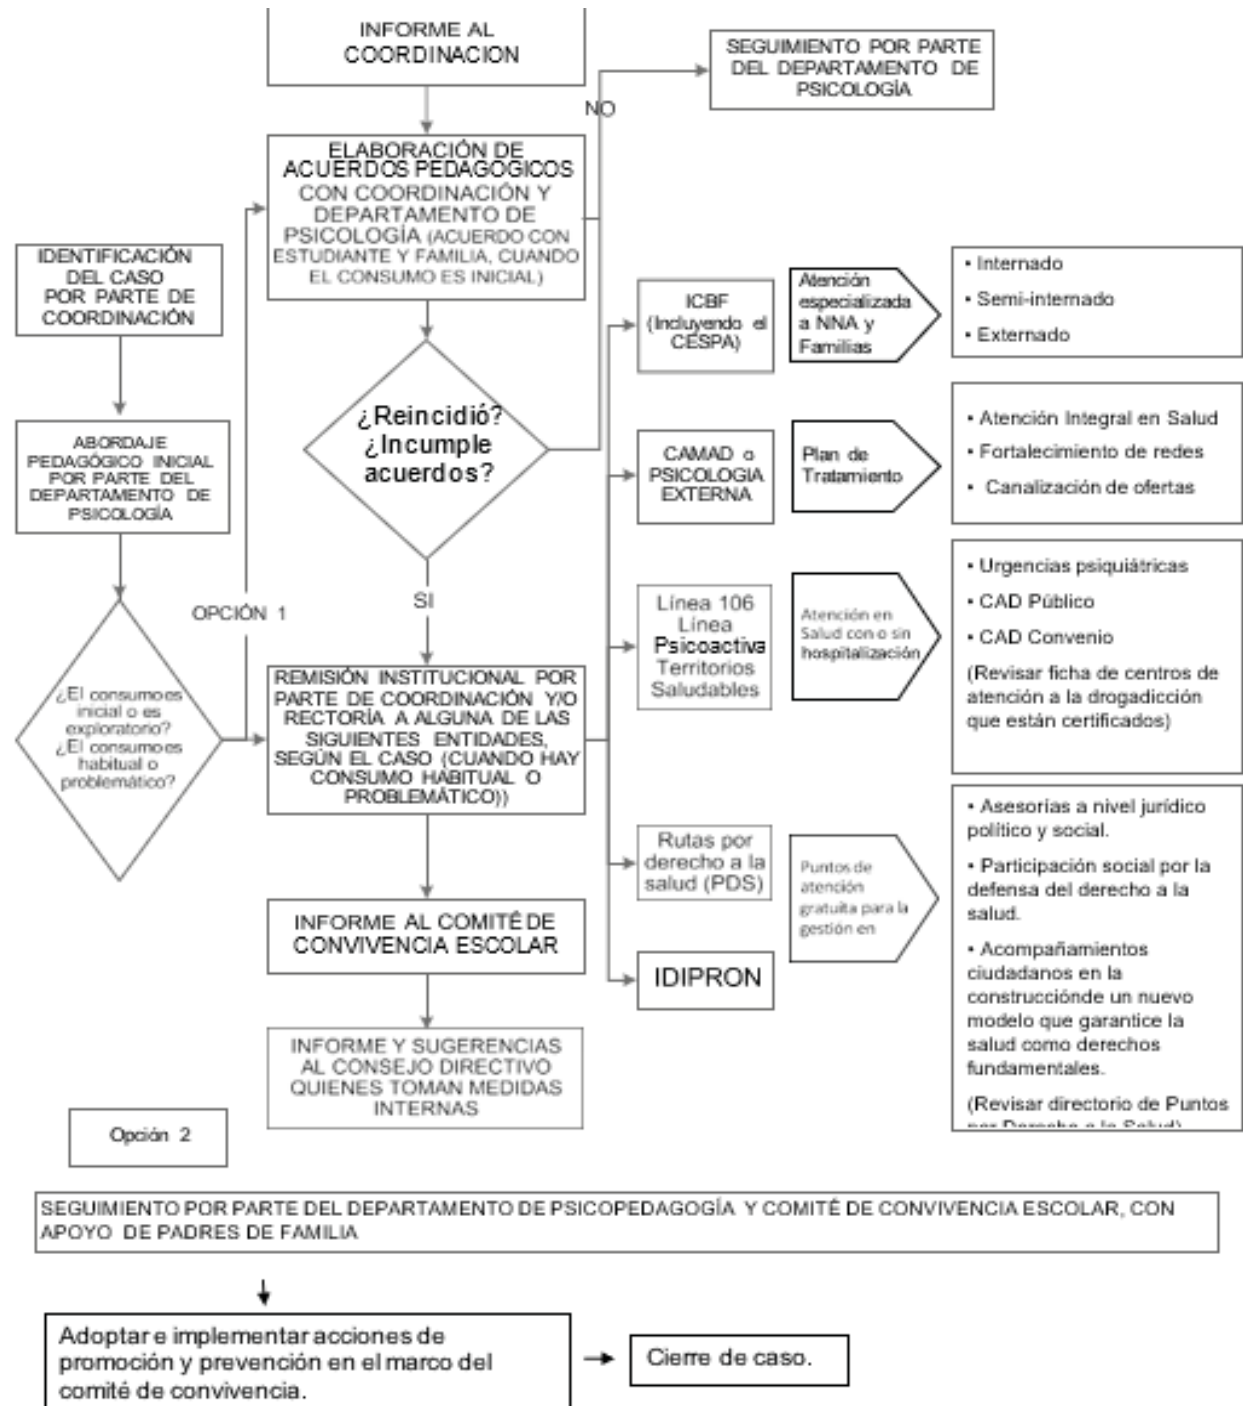 INFORME AL
COORDINACION
SEGUIMIENTO POR PARTE
DEL DEPARTAMENTO DE
PSICOLOGÍA
NO
ELABORACIÓN DE
ACUERDOS PEDAGÓGICOS
CON COORDINACIÓN Y
DEPARTAMENTO DE
PSICOLOGÍA (ACUERDO CON
ESTUDIANTE Y FAMILIA, CUANDO
EL CONSUMO ES INICIAL)
IDENTIFICACIÓN
DEL CASO
POR PARTE DE
COORDINACIÓN
ABORDAJE
PEDAGÓGICO INICIAL
POR PARTE DEL
DEPARTAMENTO DE
PSICOLOGÍA
¿El consumo es
inicial o es
exploratorio?
¿El consumo es
habitual o
problemático?
OPCIÓN 1
¿Reincidió?
¿Incumple
acuerdos?
SI
REMISIÓN INSTITUCIONAL POR
PARTE DE COORDINACIÓN Y/O
RECTORÍA A ALGUNA DE LAS
SIGUIENTES ENTIDADES,
SEGÚN EL CASO (CUANDO HAY
CONSUMO HABITUAL O
PROBLEMÁTICO))
INFORME AL COMITÉ DE
CONVIVENCIA ESCOLAR
INFORME Y SUGERENCIAS
AL CONSEJO DIRECTIVO
QUIENES TOMAN MEDIDAS
INTERNAS
ICBF
(Incluyendo el
CESPA)
Atención
especializada
a NNA y
Familias
• Internado
• Semi-internado
• Externado
CAMAD o
PSICOLOGIA
EXTERNA
Plan de
Tratamiento
• Atención Integral en Salud
• Fortalecimiento de redes
• Canalización de ofertas
Línea 106
Línea
Psicoactiva
Territorios
Saludables
Atención en
Salud con o sin
hospitalización
• Urgencias psiquiátricas
• CAD Público
• CAD Convenio
(Revisar ficha de centros de
atención a la drogadicción
que están certificados)
Rutas por
derecho a la
salud (PDS)
Puntos de
atención
gratuita para la
gestión en
• Asesorías a nivel jurídico
político y social.
• Participación social por la
defensa del derecho a la
salud.
• Acompañamientos
ciudadanos en la
construcciónde un nuevo
modelo que garantice la
salud como derechos
fundamentales.
(Revisar directorio de Puntos
por Derecho a la Salud)
IDIPRON
Opción 2
SEGUIMIENTO POR PARTE DEL DEPARTAMENTO DE PSICOPEDAGOGÍA Y COMITÉ DE CONVIVENCIA ESCOLAR, CON
APOYO DE PADRES DE FAMILIA
Adoptar e implementar acciones de
promoción y prevención en el marco del
comité de convivencia.
Cierre de caso.